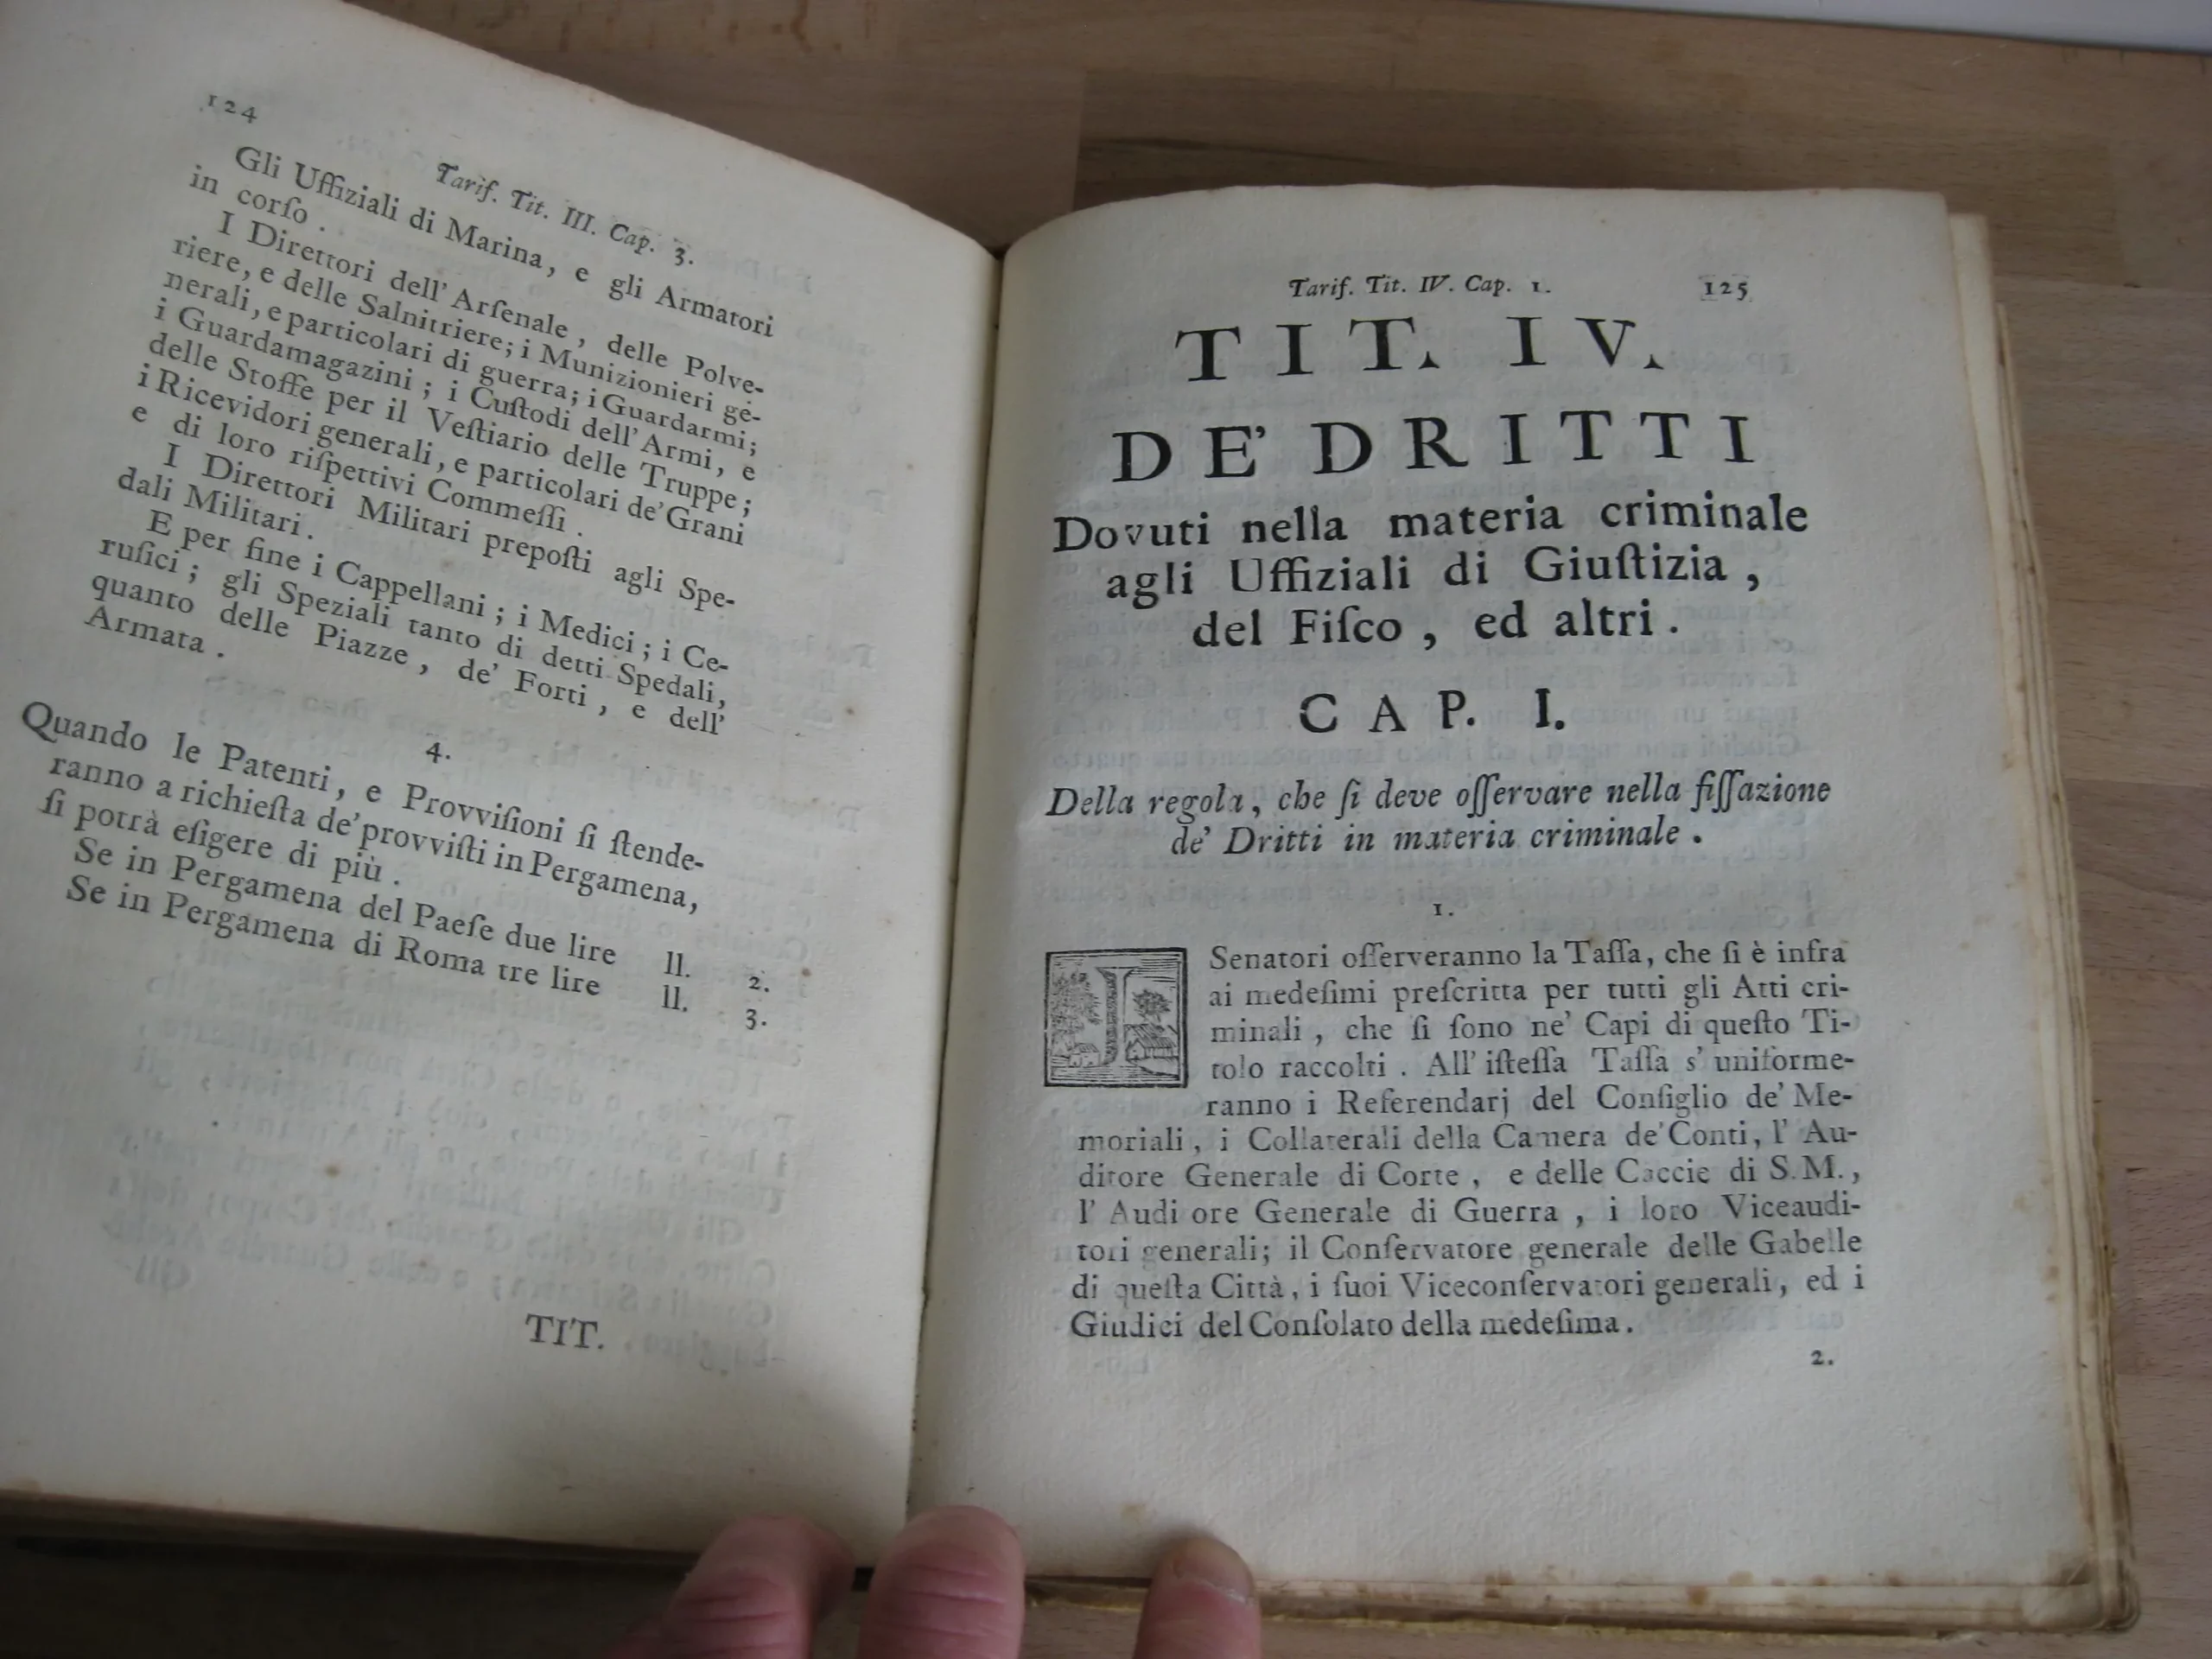 124
Tarif. Tit. III. Cap. 3.
Gli Uffiziali di Marina, e gli Armatori
in corſo .
I Direttori dell' Arſenale, delle Polve-
riere, e delle Salnitriere; i Munizionieri ge-
nerali, e particolari di guerra; i Guardarmi;
i Guardamagazini ; i Cuſtodi dell' Armi, e
delle Stoffe per il Veſtiario delle Truppe;
i Ricevidori generali, e particolari de' Grani
e di loro riſpettivi Commeſſi .
I Direttori Militari prepoſti agli Spe-
dali Militari .
E per fine i Cappellani ; i Medici ; i Ce-
ruſici ; gli Speziali tanto di detti Spedali,
quanto delle Piazze , de' Forti , e dell'
Armata .
4.
Quando le Patenti , e Provviſioni ſi ſtende-
ranno a richieſta de' provviſti in Pergamena,
ſi potrà eſigere di più .
Se in Pergamena del Paeſe due lire ll. 2.
Se in Pergamena di Roma tre lire ll. 3.
TIT.
Tarif. Tit. IV. Cap. 1. 125
TIT. IV.
DE' DRITTI
Dovuti nella materia criminale
agli Uffiziali di Giuſtizia ,
del Fiſco , ed altri .
CAP. I.
Della regola, che ſi deve oſſervare nella fiſſazione
de' Dritti in materia criminale .
1.
I Senatori oſſerveranno la Taſſa, che ſi è infra
ai medeſimi preſcritta per tutti gli Atti cri-
minali , che ſi ſono ne' Capi di queſto Ti-
tolo raccolti . All' iſteſſa Taſſa s' uniforme-
ranno i Referendarj del Conſiglio de' Me-
moriali , i Collaterali della Camera de' Conti, l' Au-
ditore Generale di Corte , e delle Caccie di S. M. ,
l' Audi ore Generale di Guerra , i loro Viceaudi-
tori generali; il Conſervatore generale delle Gabelle
di queſta Città , i ſuoi Viceconſervatori generali, ed i
Giudici del Conſolato della medeſima .
2.